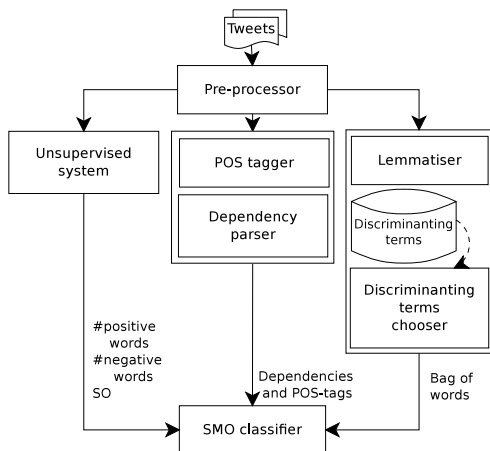 Tweets
Pre-processor
Unsupervised
system
POS tagger
Dependency
parser
Lemmatiser
Discriminanting
terms
Discriminanting
terms
chooser
#positive
words
#negative
words
SO
Dependencies
and POS-tags
Bag of
words
SMO classifier